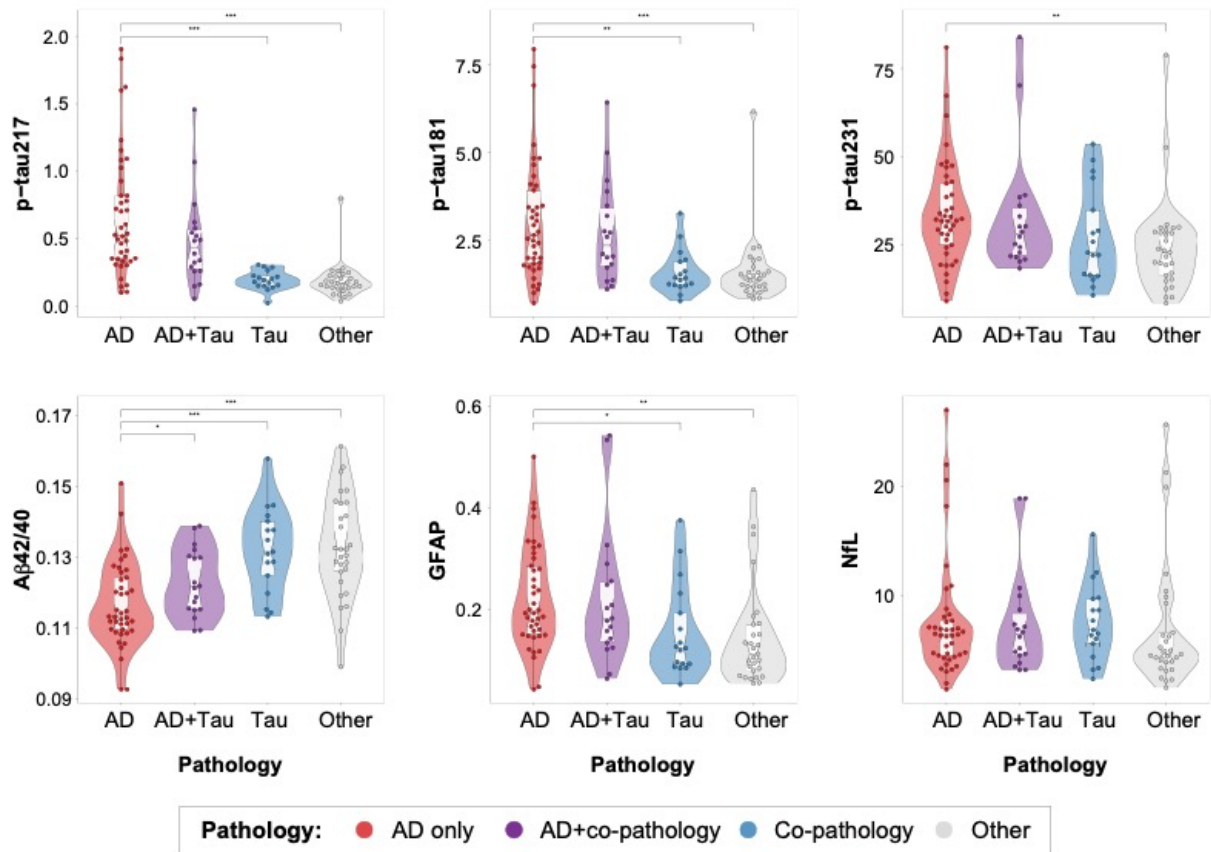 *** *** **
*** **
2.0
1.5
1.0
0.5
0.0
p-tau217
AD AD+Tau Tau Other
7.5
5.0
2.5
p-tau181
AD AD+Tau Tau Other
75
50
25
p-tau231
AD AD+Tau Tau Other
***
***
*
0.17
0.15
0.13
0.11
0.09
Aβ42/40
AD AD+Tau Tau Other
Pathology
**
*
0.6
0.4
0.2
GFAP
AD AD+Tau Tau Other
Pathology
20
10
NfL
AD AD+Tau Tau Other
Pathology
Pathology: AD only AD+co-pathology Co-pathology Other